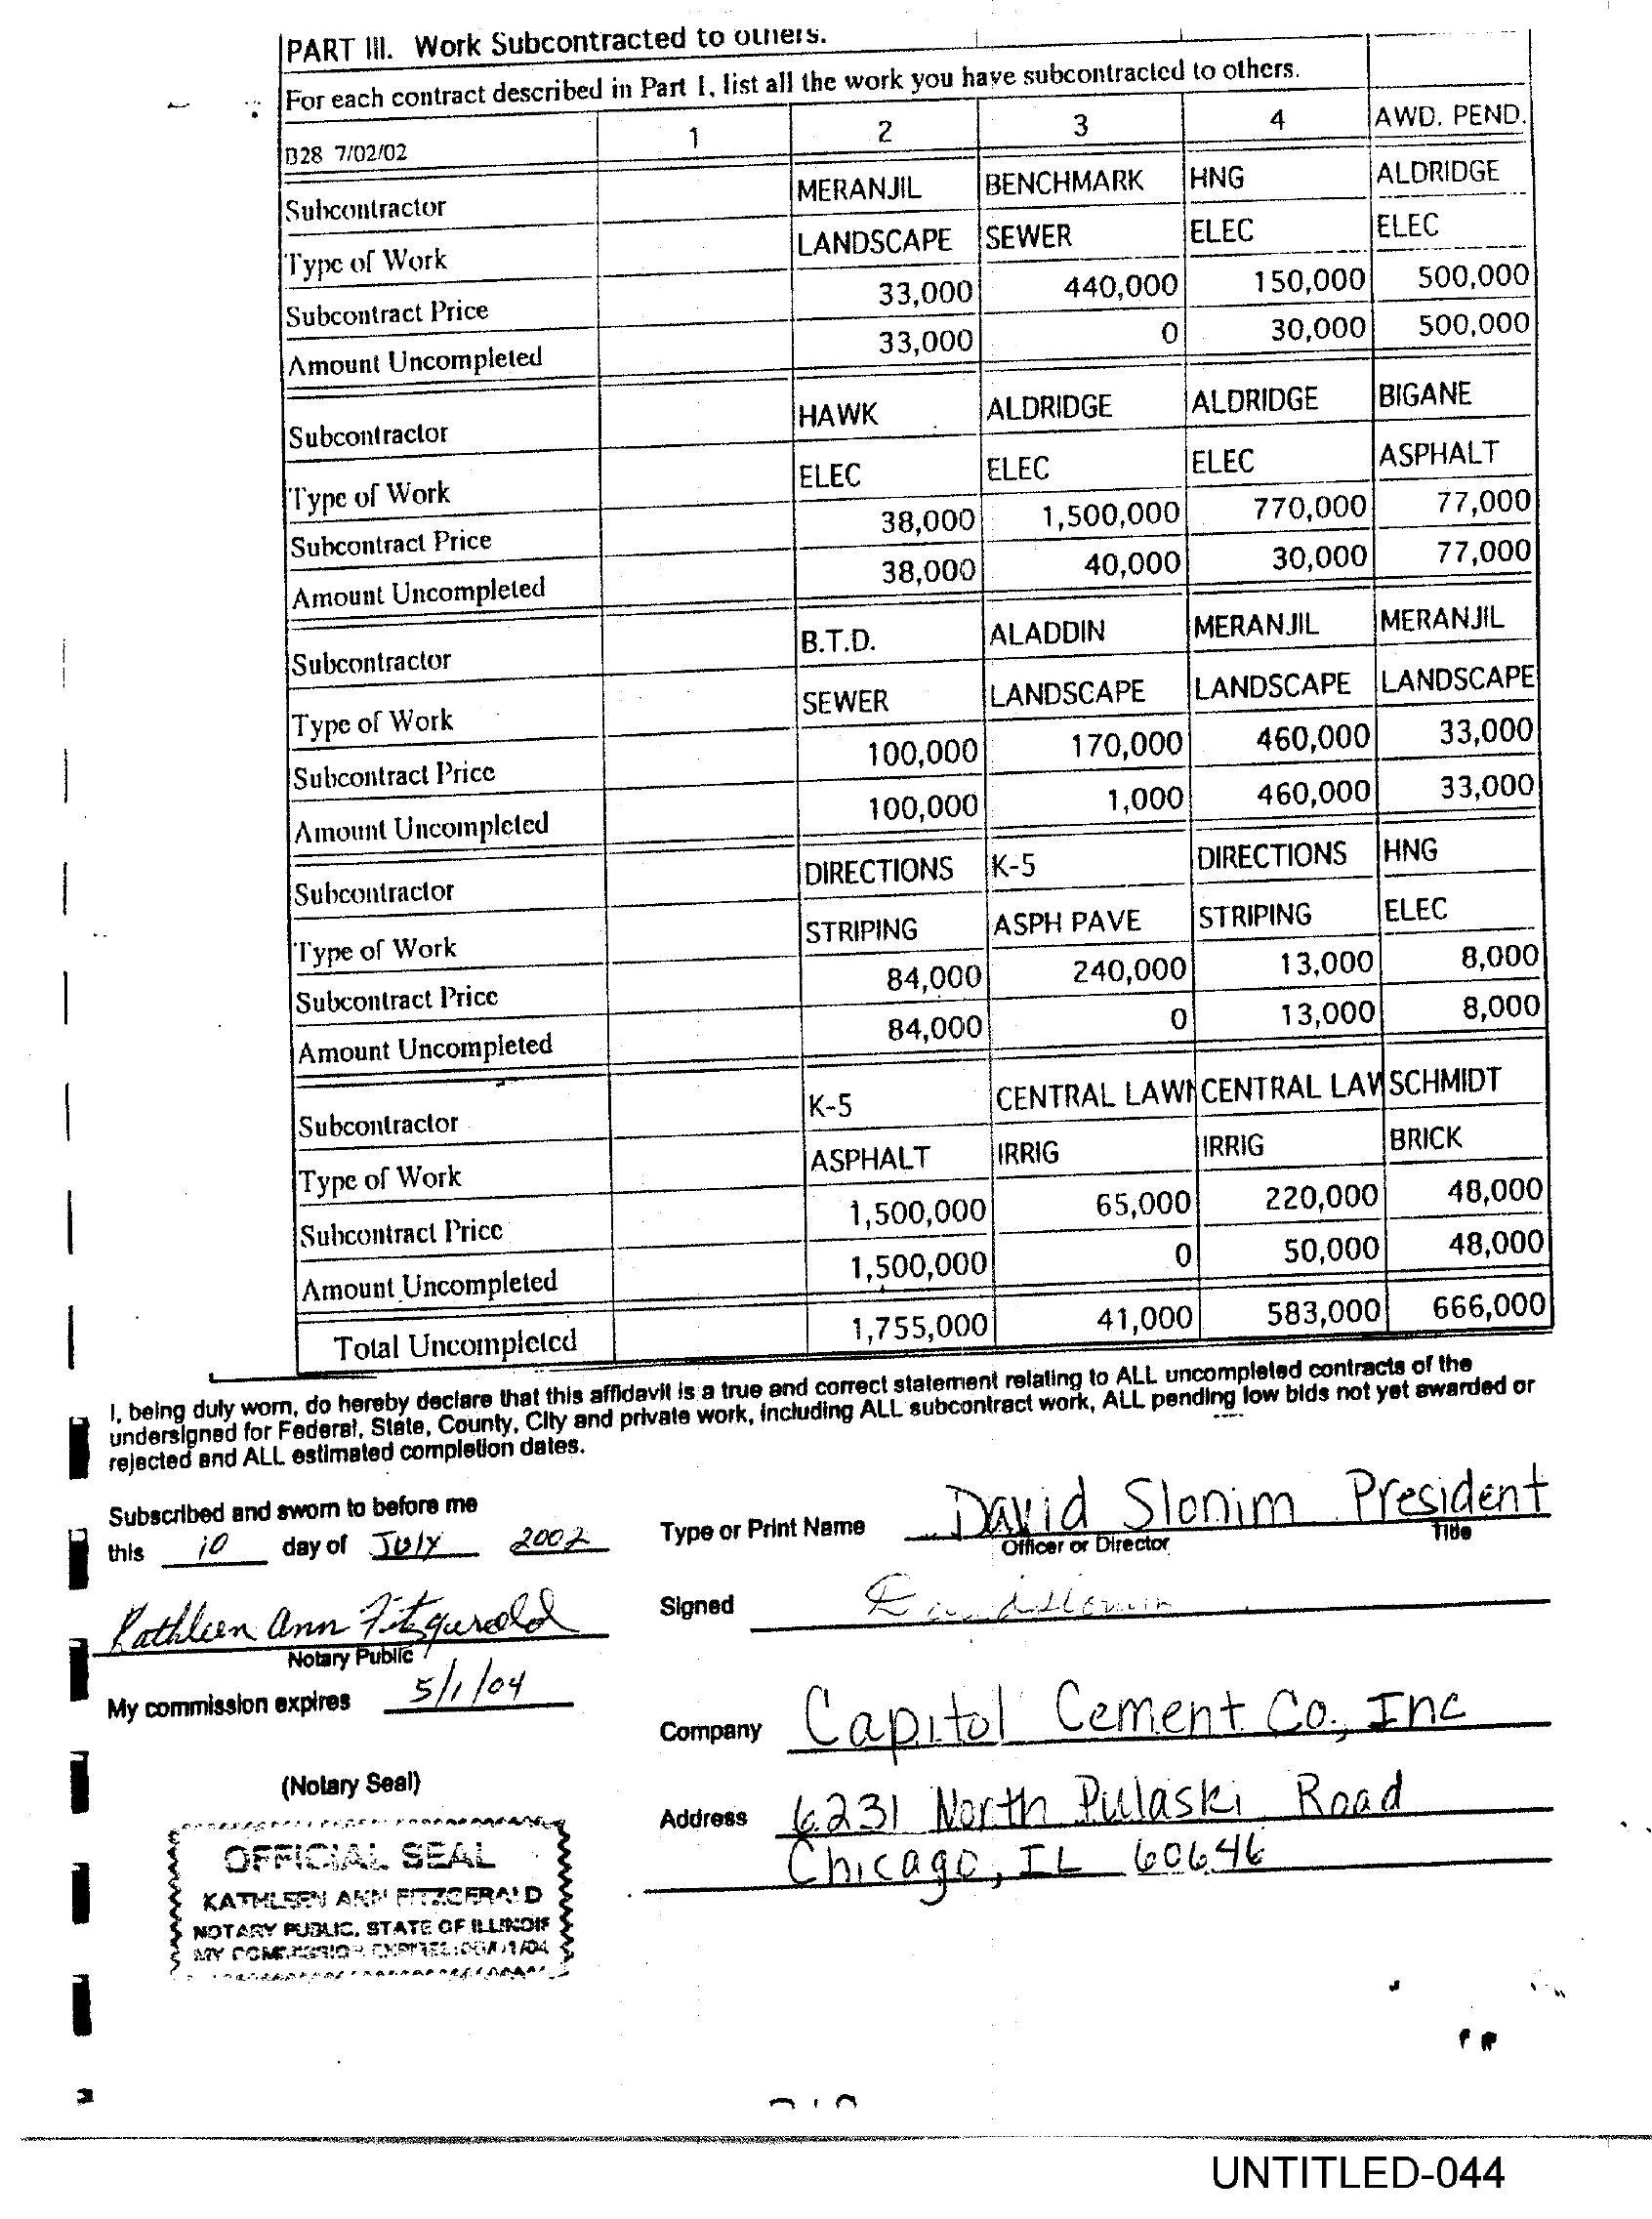 PART III. Work Subcontracted to others.
For each contract described in Part I, list all the work you have subcontracted to others.
B28 7/02/02 1 2 3 4 AWD. PEND.
Subcontractor MERANJIL BENCHMARK HNG ALDRIDGE
Type of Work LANDSCAPE SEWER ELEC ELEC
Subcontract Price 33,000 440,000 150,000 500,000
Amount Uncompleted 33,000 0 30,000 500,000
Subcontractor HAWK ALDRIDGE ALDRIDGE BIGANE
Type of Work ELEC ELEC ELEC ASPHALT
Subcontract Price 38,000 1,500,000 770,000 77,000
Amount Uncompleted 38,000 40,000 30,000 77,000
Subcontractor B.T.D. ALADDIN MERANJIL MERANJIL
Type of Work SEWER LANDSCAPE LANDSCAPE LANDSCAPE
Subcontract Price 100,000 170,000 460,000 33,000
Amount Uncompleted 100,000 1,000 460,000 33,000
Subcontractor DIRECTIONS K-5 DIRECTIONS HNG
Type of Work STRIPING ASPH PAVE STRIPING ELEC
Subcontract Price 84,000 240,000 13,000 8,000
Amount Uncompleted 84,000 0 13,000 8,000
Subcontractor K-5 CENTRAL LAWN CENTRAL LAW SCHMIDT
Type of Work ASPHALT IRRIG IRRIG BRICK
Subcontract Price 1,500,000 65,000 220,000 48,000
Amount Uncompleted 1,500,000 0 50,000 48,000
Total Uncompleted 1,755,000 41,000 583,000 666,000
I, being duly worn, do hereby declare that this affidavit is a true and correct statement relating to ALL uncompleted contracts of the
undersigned for Federal, State, County, City and private work, including ALL subcontract work, ALL pending low bids not yet awarded or
rejected and ALL estimated completion dates.
Subscribed and sworn to before me
this 10 day of JULY 2002
Type or Print Name David Slonim President
Officer or Director Title
Kathleen Ann Fitzgerald
Notary Public
Signed David Slonim
My commission expires 5/1/04
Company Capitol Cement Co., Inc
(Notary Seal)
Address 6231 North Pulaski Road
Chicago, IL 60646
OFFICIAL SEAL
KATHLEEN ANN FITZGERALD
NOTARY PUBLIC, STATE OF ILLINOIS
MY COMMISSION EXPIRES:
UNTITLED-044